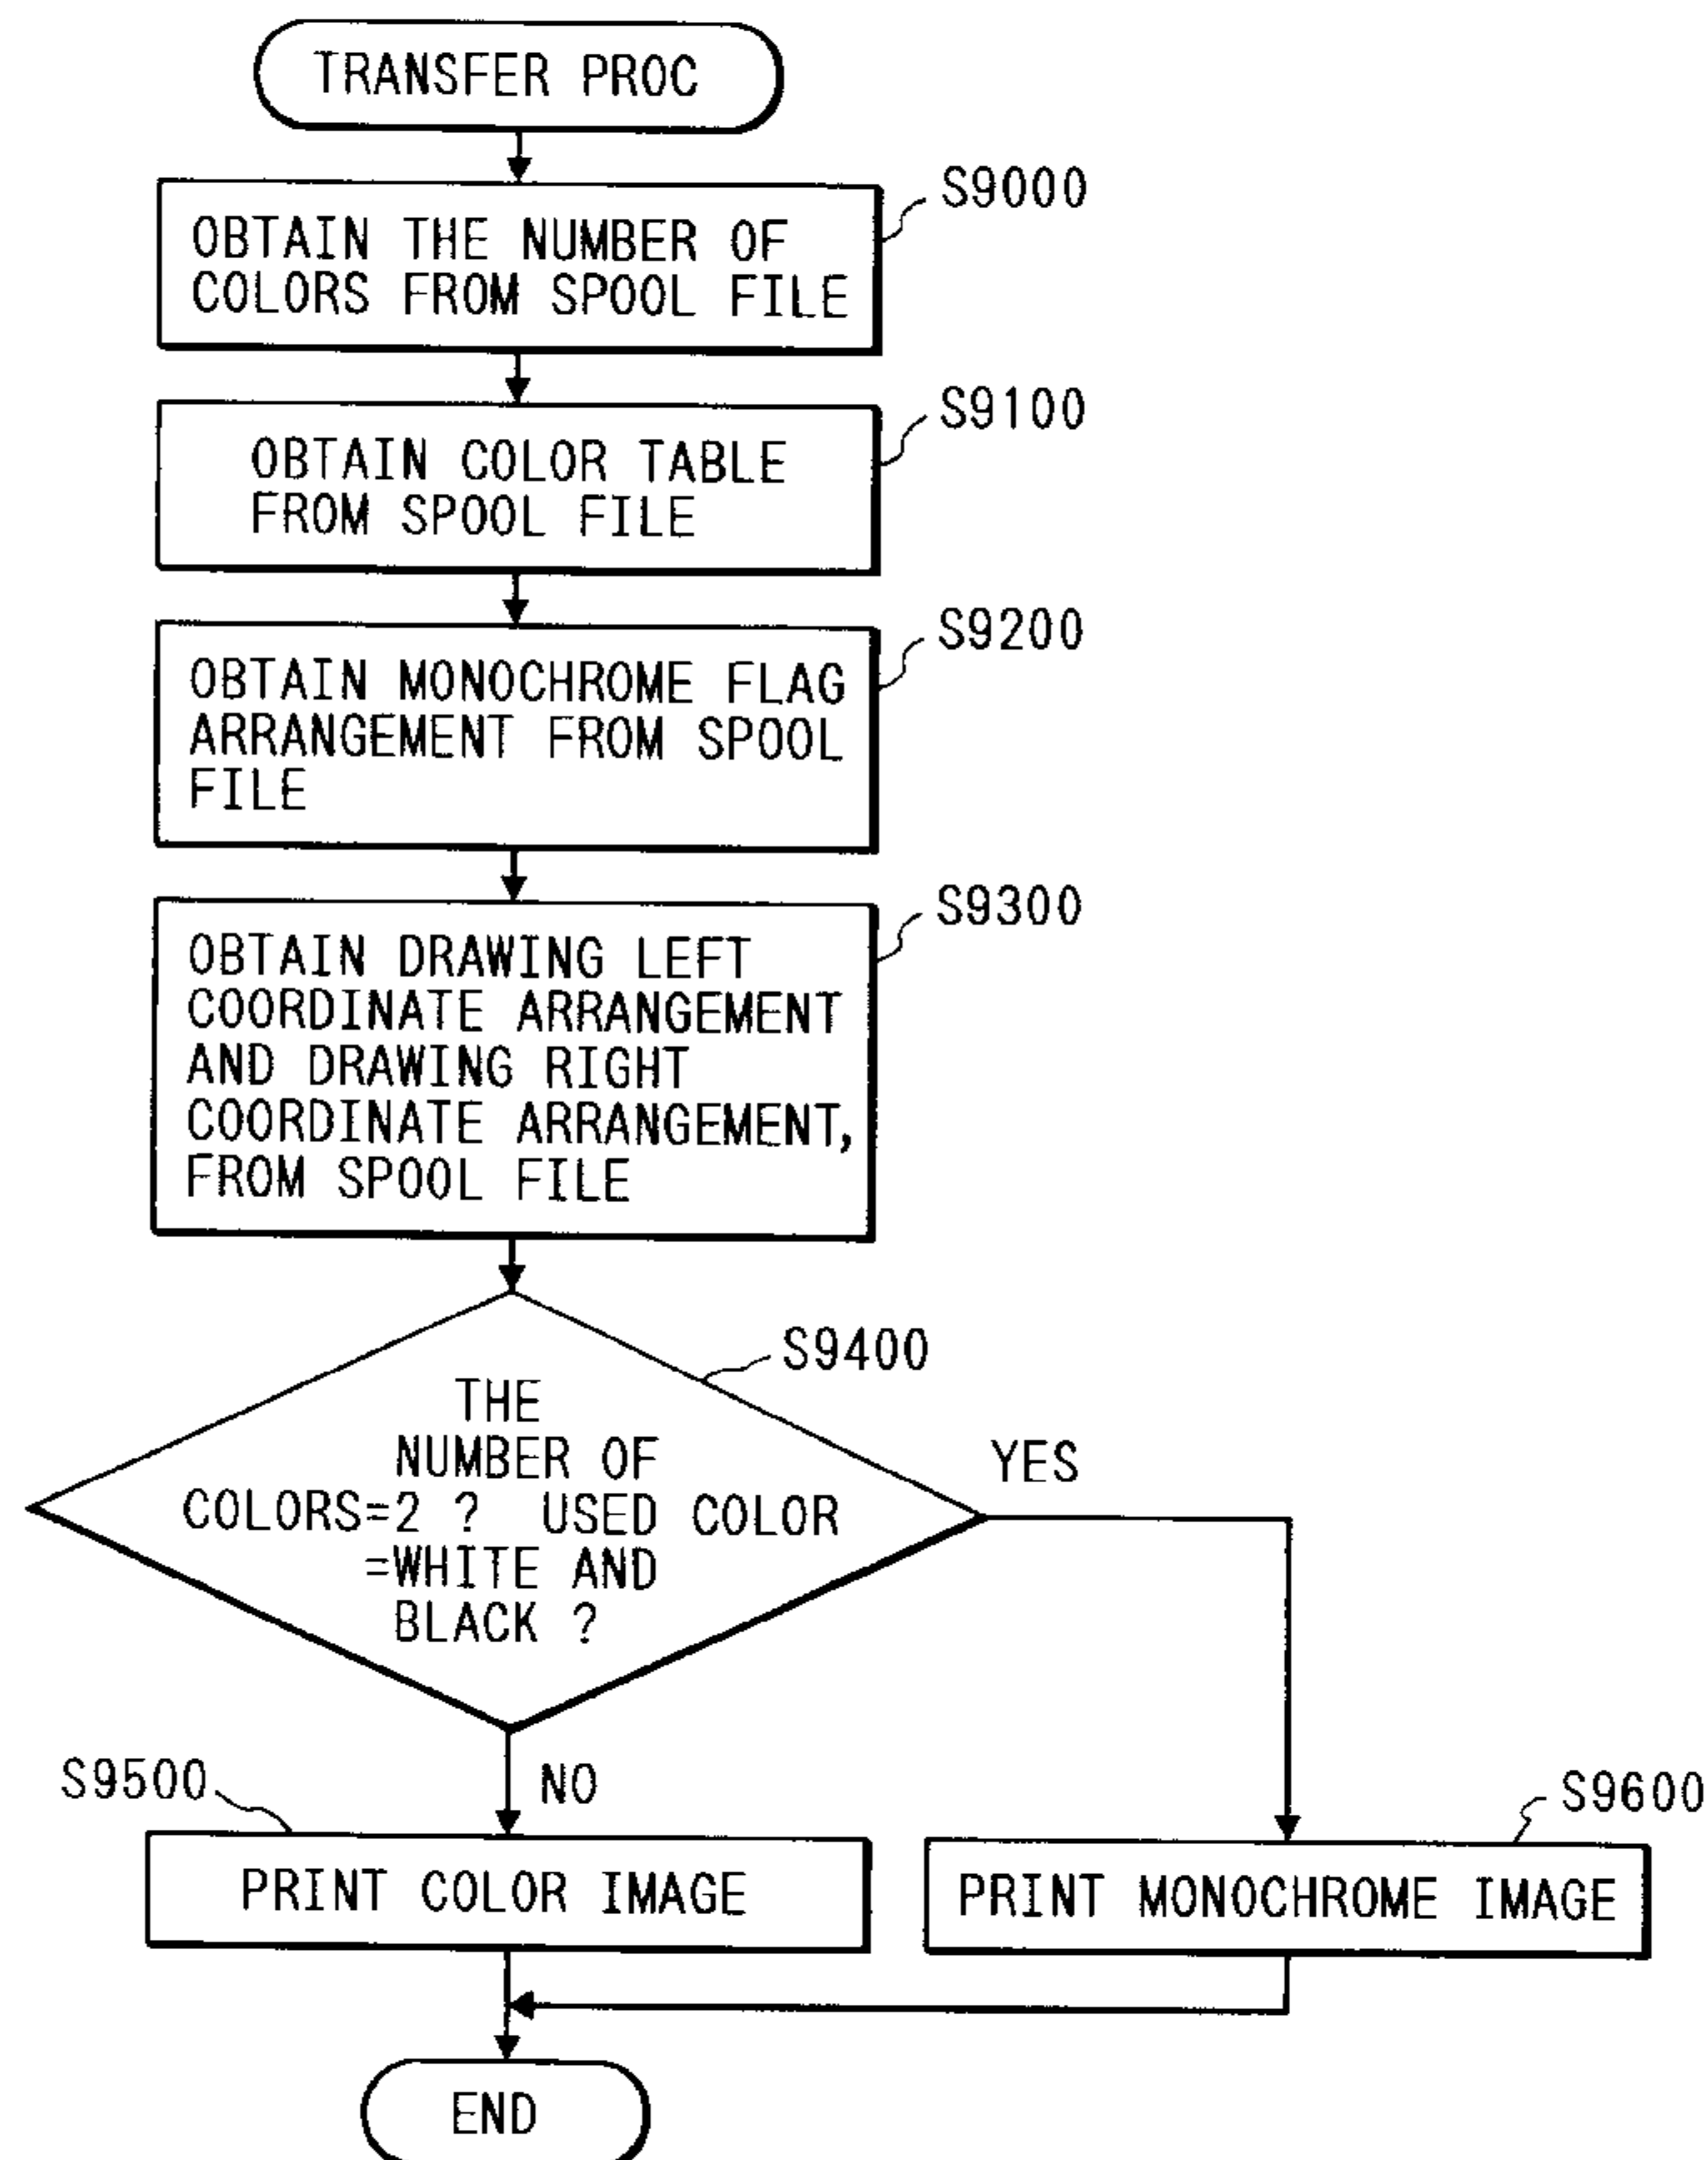 TRANSFER PROC
S9000
OBTAIN THE NUMBER OF
COLORS FROM SPOOL FILE
S9100
OBTAIN COLOR TABLE
FROM SPOOL FILE
S9200
OBTAIN MONOCHROME FLAG
ARRANGEMENT FROM SPOOL
FILE
S9300
OBTAIN DRAWING LEFT
COORDINATE ARRANGEMENT
AND DRAWING RIGHT
COORDINATE ARRANGEMENT,
FROM SPOOL FILE
S9400
THE
NUMBER OF
COLORS=2 ? USED COLOR
=WHITE AND
BLACK ?
YES
NO
S9500
PRINT COLOR IMAGE
S9600
PRINT MONOCHROME IMAGE
END